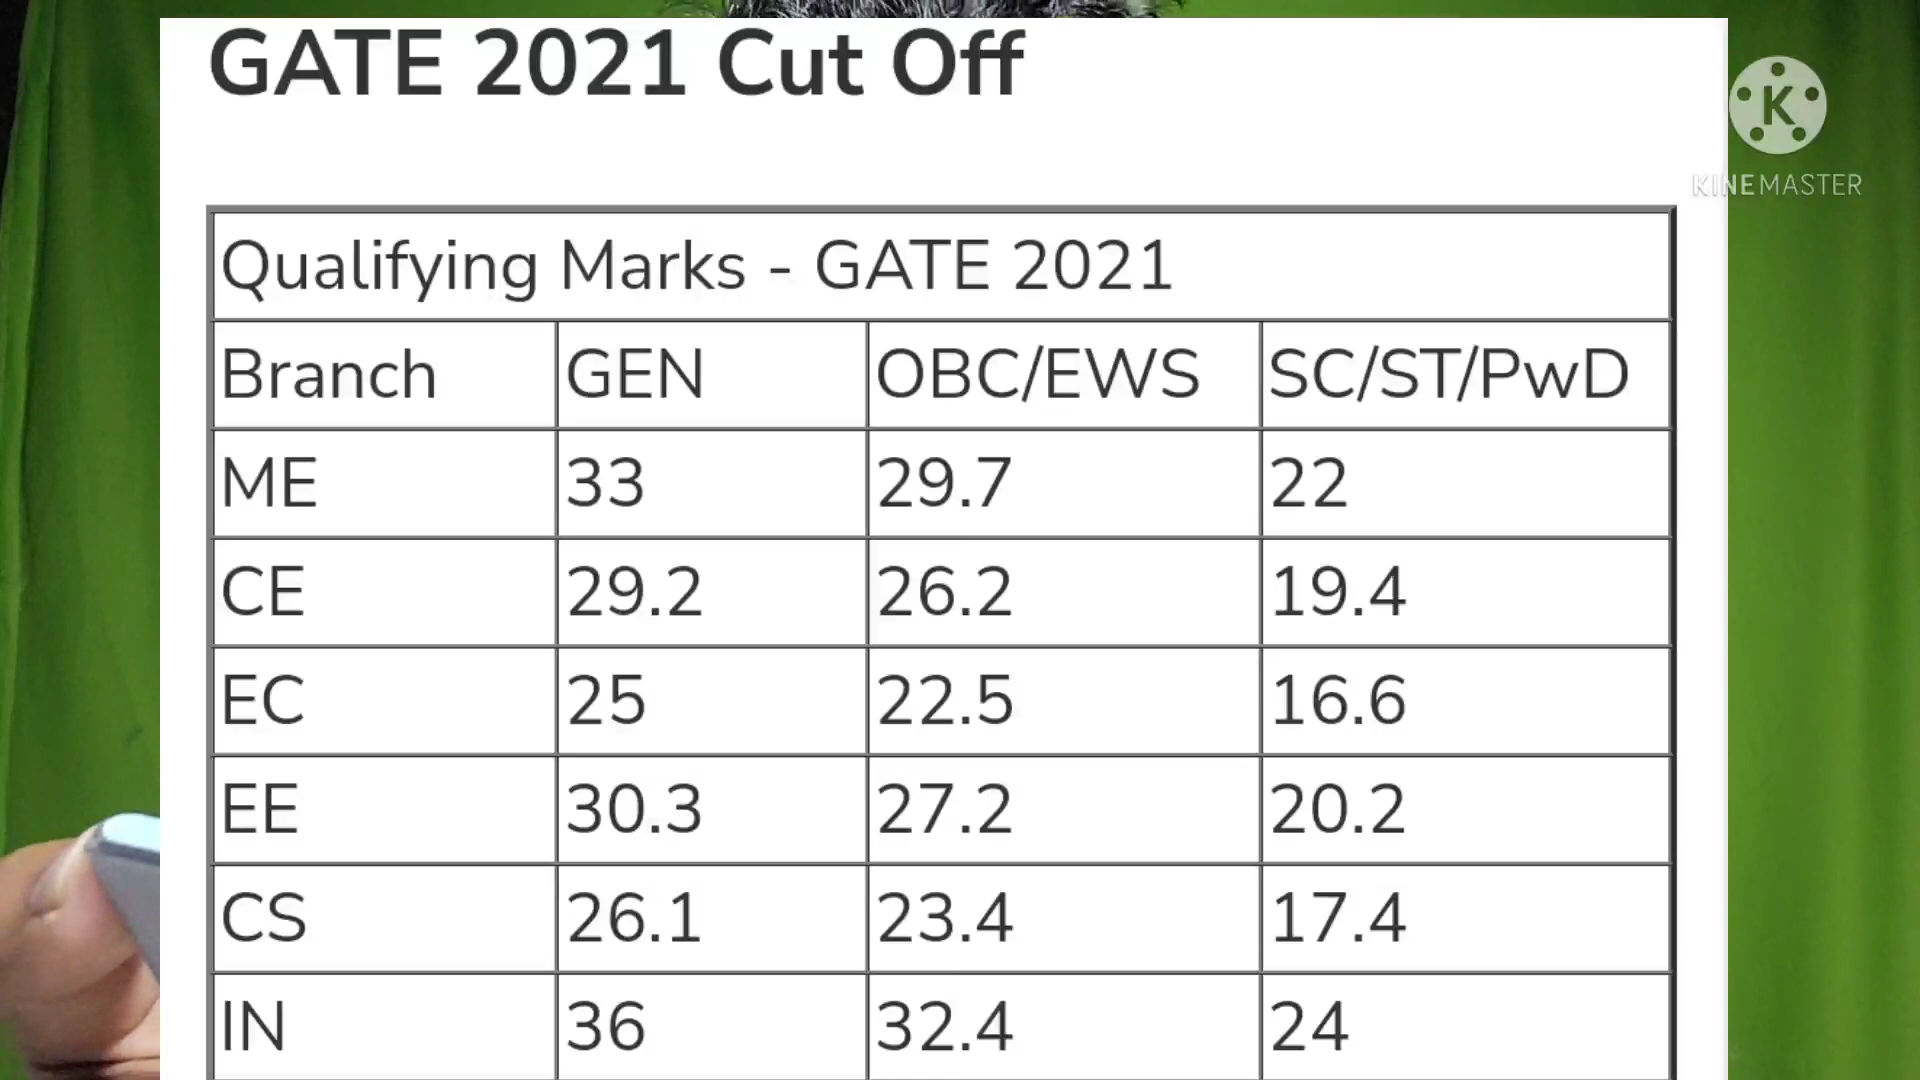 GATE 2021 Cut Off
K
KINEMASTER
Qualifying Marks - GATE 2021
Branch GEN OBC/EWS SC/ST/PwD
ME 33 29.7 22
CE 29.2 26.2 19.4
EC 25 22.5 16.6
EE 30.3 27.2 20.2
CS 26.1 23.4 17.4
IN 36 32.4 24